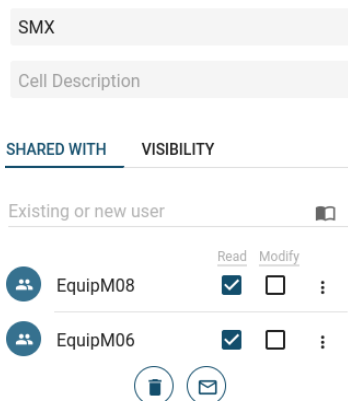 SMX
Cell Description
SHARED WITH VISIBILITY
Existing or new user
Read Modify
EquipM08
EquipM06